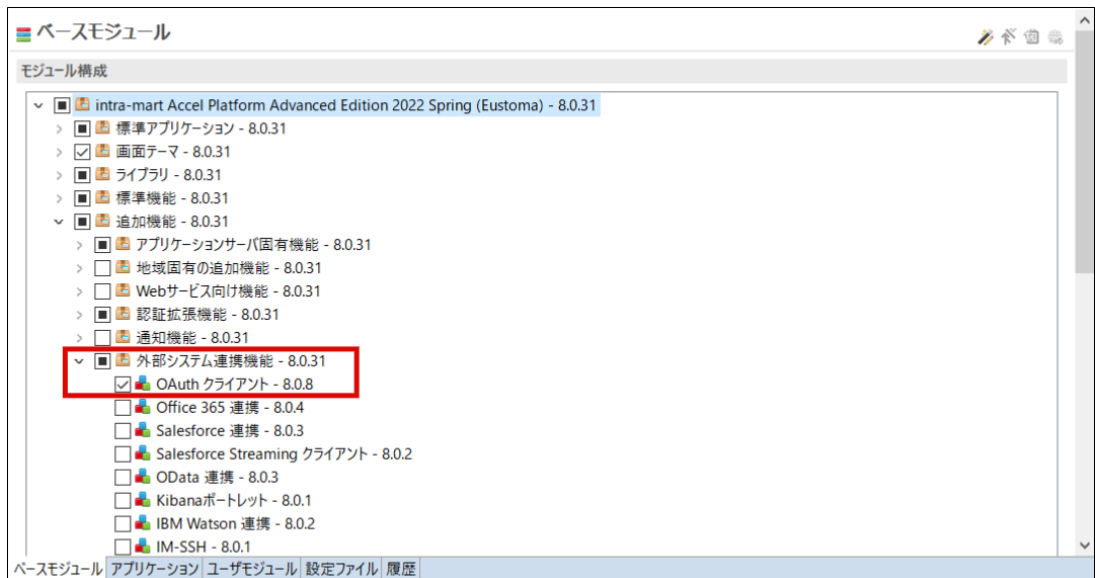 ベースモジュール
モジュール構成
intra-mart Accel Platform Advanced Edition 2022 Spring (Eustoma) - 8.0.31
標準アプリケーション - 8.0.31
画面テーマ - 8.0.31
ライブラリ - 8.0.31
標準機能 - 8.0.31
追加機能 - 8.0.31
アプリケーションサーバ固有機能 - 8.0.31
地域固有の追加機能 - 8.0.31
Webサービス向け機能 - 8.0.31
認証拡張機能 - 8.0.31
通知機能 - 8.0.31
外部システム連携機能 - 8.0.31
OAuth クライアント - 8.0.8
Office 365 連携 - 8.0.4
Salesforce 連携 - 8.0.3
Salesforce Streaming クライアント - 8.0.2
OData 連携 - 8.0.3
Kibanaポートレット - 8.0.1
IBM Watson 連携 - 8.0.2
IM-SSH - 8.0.1
ベースモジュール アプリケーション ユーザモジュール 設定ファイル 履歴